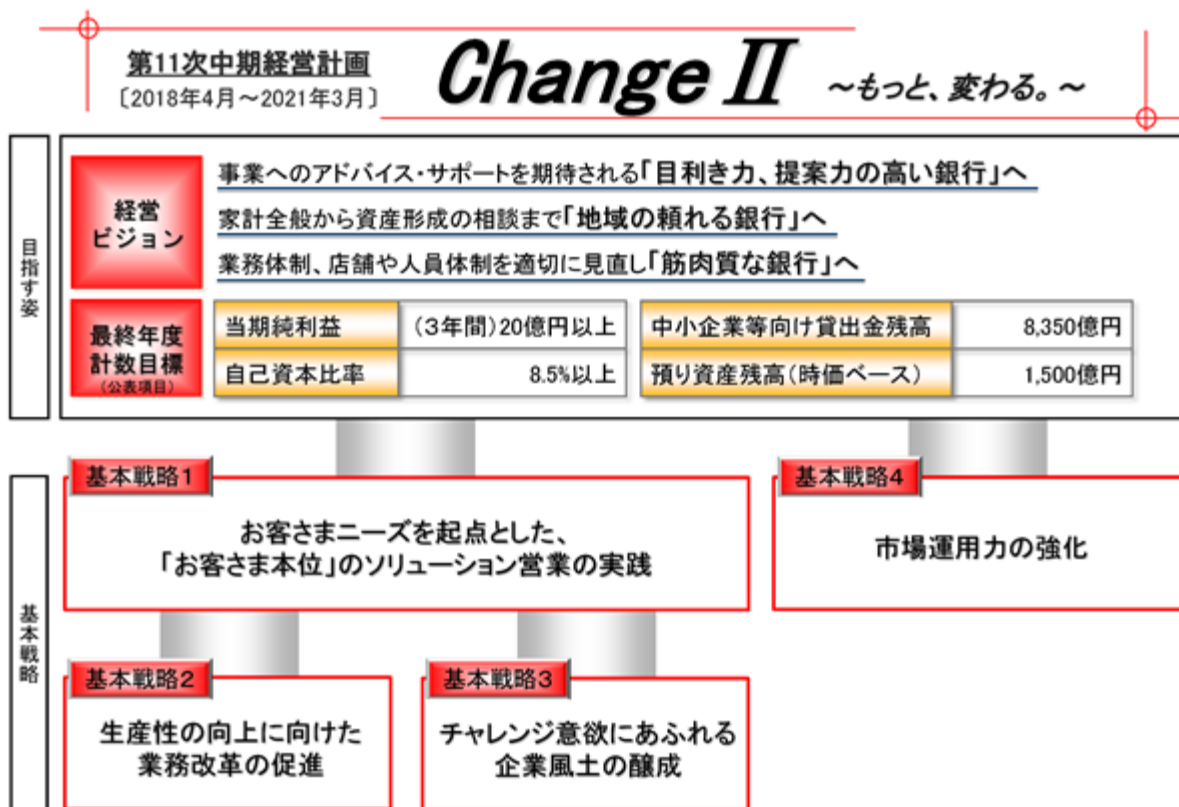 第11次中期経営計画
〔2018年4月～2021年3月〕
Change Ⅱ ～もっと、変わる。～
目指す姿
経営
ビジョン
事業へのアドバイス・サポートを期待される「目利き力、提案力の高い銀行」へ
家計全般から資産形成の相談まで「地域の頼れる銀行」へ
業務体制、店舗や人員体制を適切に見直し「筋肉質な銀行」へ
最終年度
計数目標
（公表項目）
当期純利益 （３年間）20億円以上 中小企業等向け貸出金残高 8,350億円
自己資本比率 8.5%以上 預り資産残高（時価ベース） 1,500億円
基本戦略
基本戦略1
お客さまニーズを起点とした、
「お客さま本位」のソリューション営業の実践
基本戦略4
市場運用力の強化
基本戦略2
生産性の向上に向けた
業務改革の促進
基本戦略3
チャレンジ意欲にあふれる
企業風土の醸成